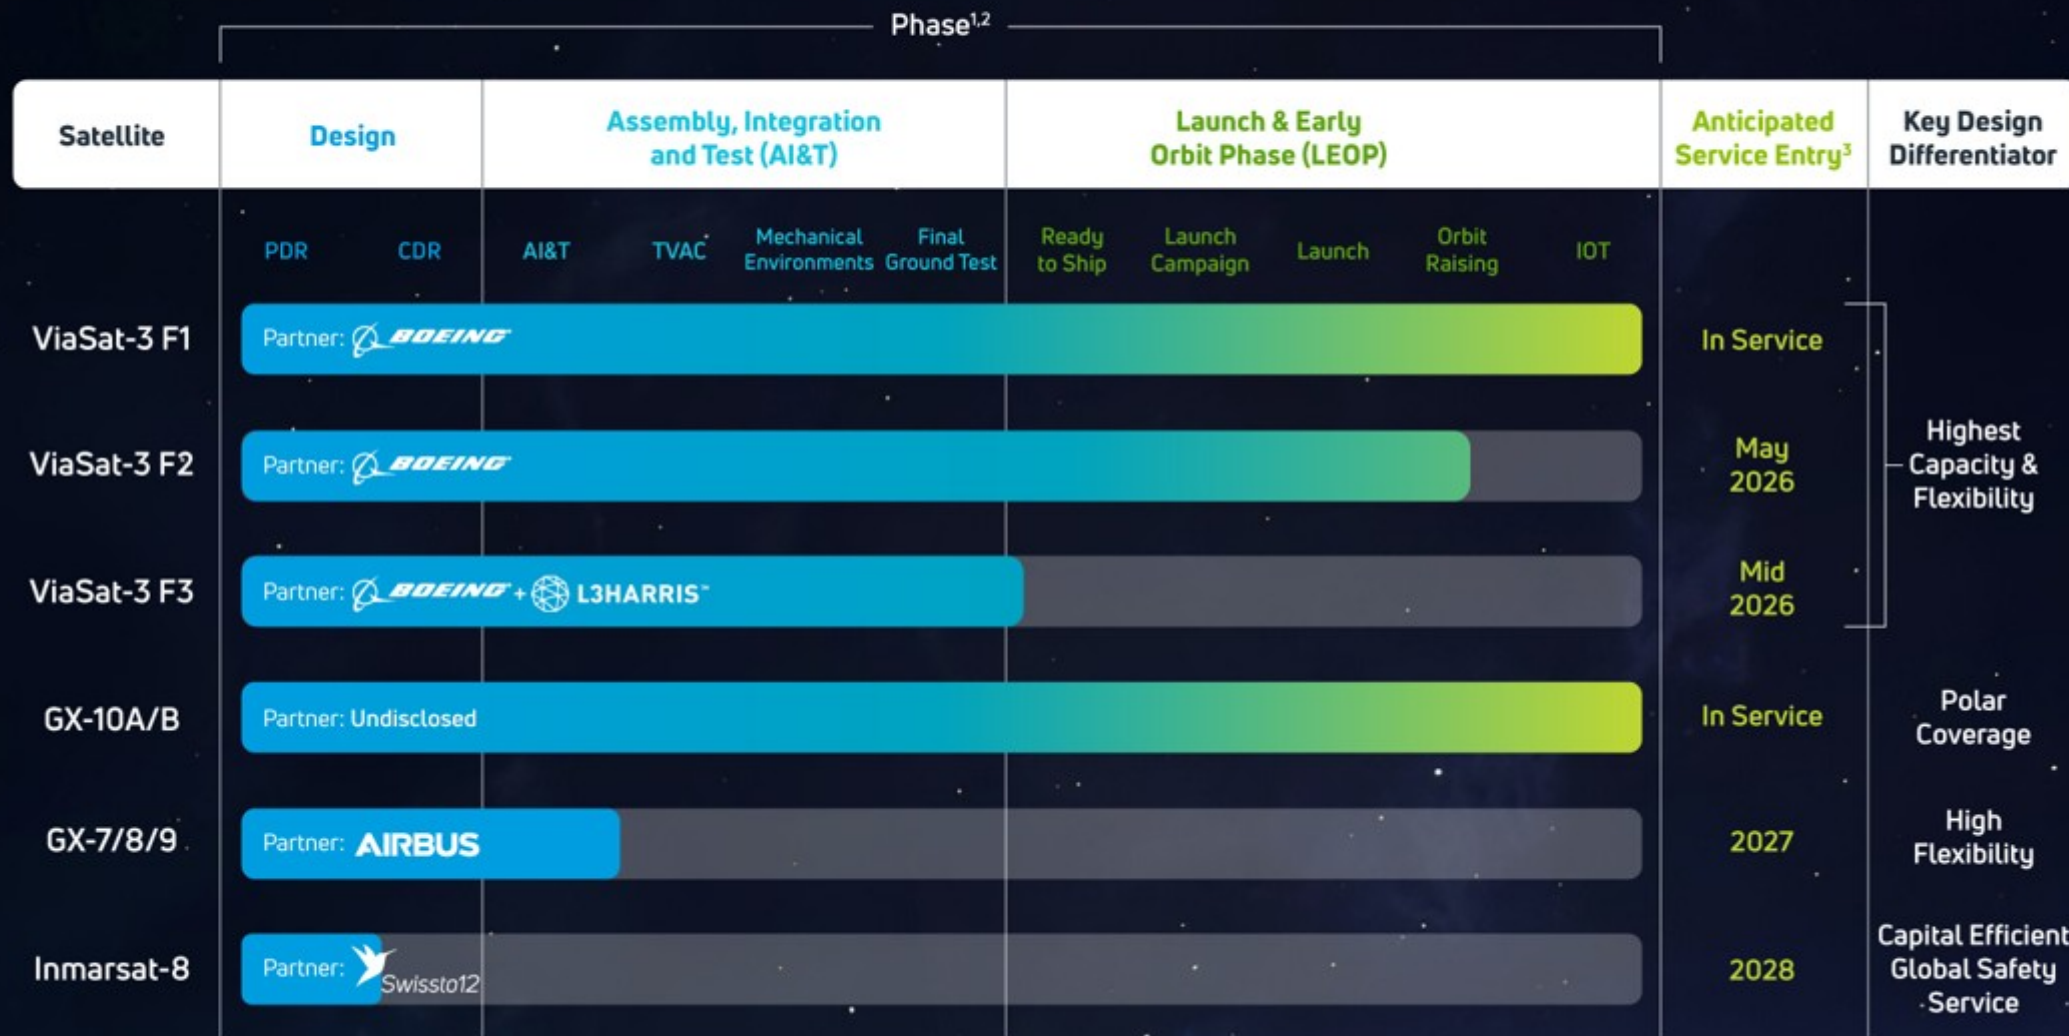 Phase1,2
Satellite
Design
Assembly, Integration
and Test (AI&T)
Launch & Early
Orbit Phase (LEOP)
Anticipated
Service Entry3
Key Design
Differentiator
PDR
CDR
AI&T
TVAC
Mechanical
Environments
Final
Ground Test
Ready
to Ship
Launch
Campaign
Launch
Orbit
Raising
IOT
ViaSat-3 F1
Partner: BOEING
In Service
ViaSat-3 F2
Partner: BOEING
May
2026
Highest
Capacity &
Flexibility
ViaSat-3 F3
Partner: BOEING + L3HARRIS™
Mid
2026
GX-10A/B
Partner: Undisclosed
In Service
Polar
Coverage
GX-7/8/9
Partner: AIRBUS
2027
High
Flexibility
Inmarsat-8
Partner: Swissto12
2028
Capital Efficient
Global Safety
Service